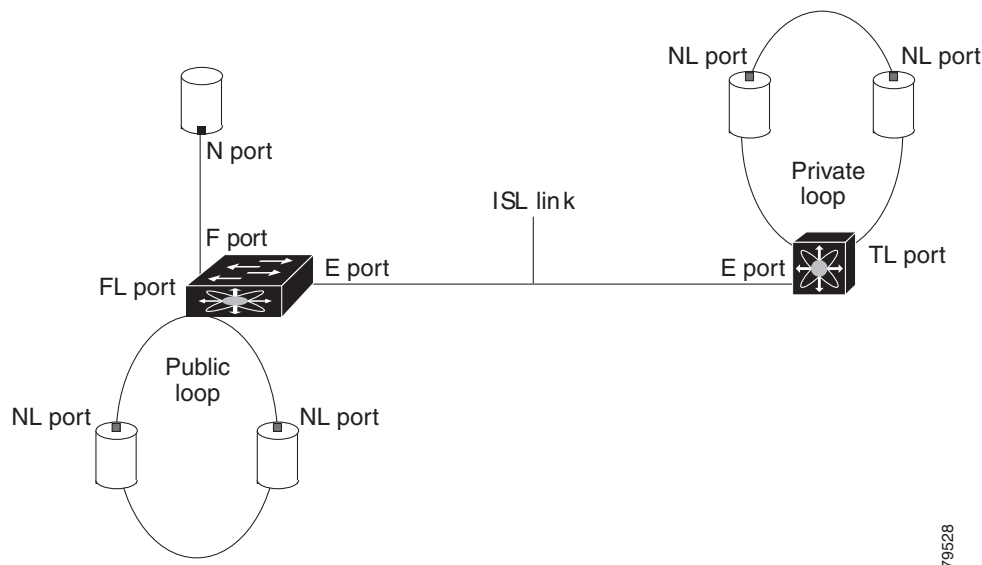 NL port
NL port
N port
Private
loop
ISL link
F port
E port
E port
TL port
FL port
Public
loop
NL port
NL port
79528